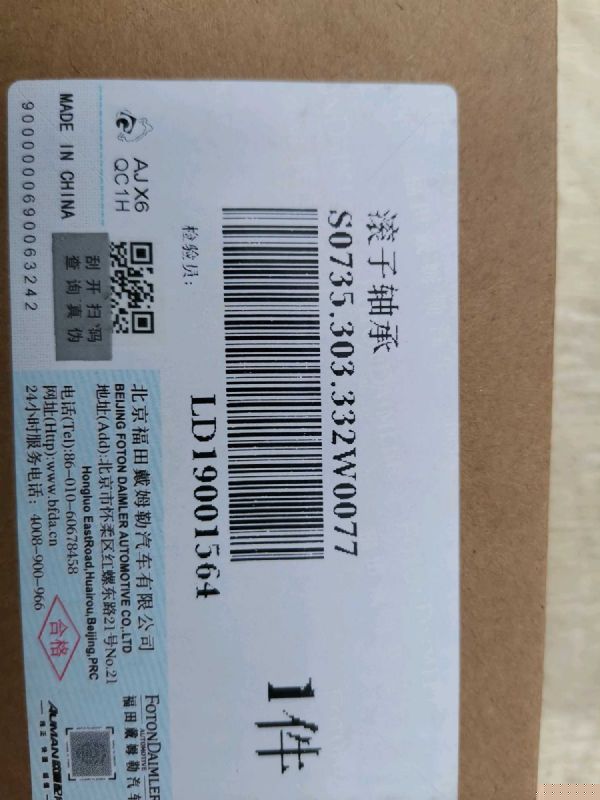 滚子轴承
S0735.303.332W0077
LD19001564
1件
检验员:
AJ X6
QC1H
MADE IN CHINA
9000000690063242
刮开扫码
查询真伪
北京福田戴姆勒汽车有限公司
BEIJING FOTON DAIMLER AUTOMOTIVE CO,.LTD
地址(Add):北京市怀柔区红螺东路21号No.21
Hongluo EastRoad,Huairou,Beijing,PRC
电话(Tel):86-010-60678458
网址(Http):www.bfda.cn
24小时服务电话: 4008-900-966
合格
FOTONDAIMLER
AUTOMOTIVE
福田戴姆勒汽车
AUMAN